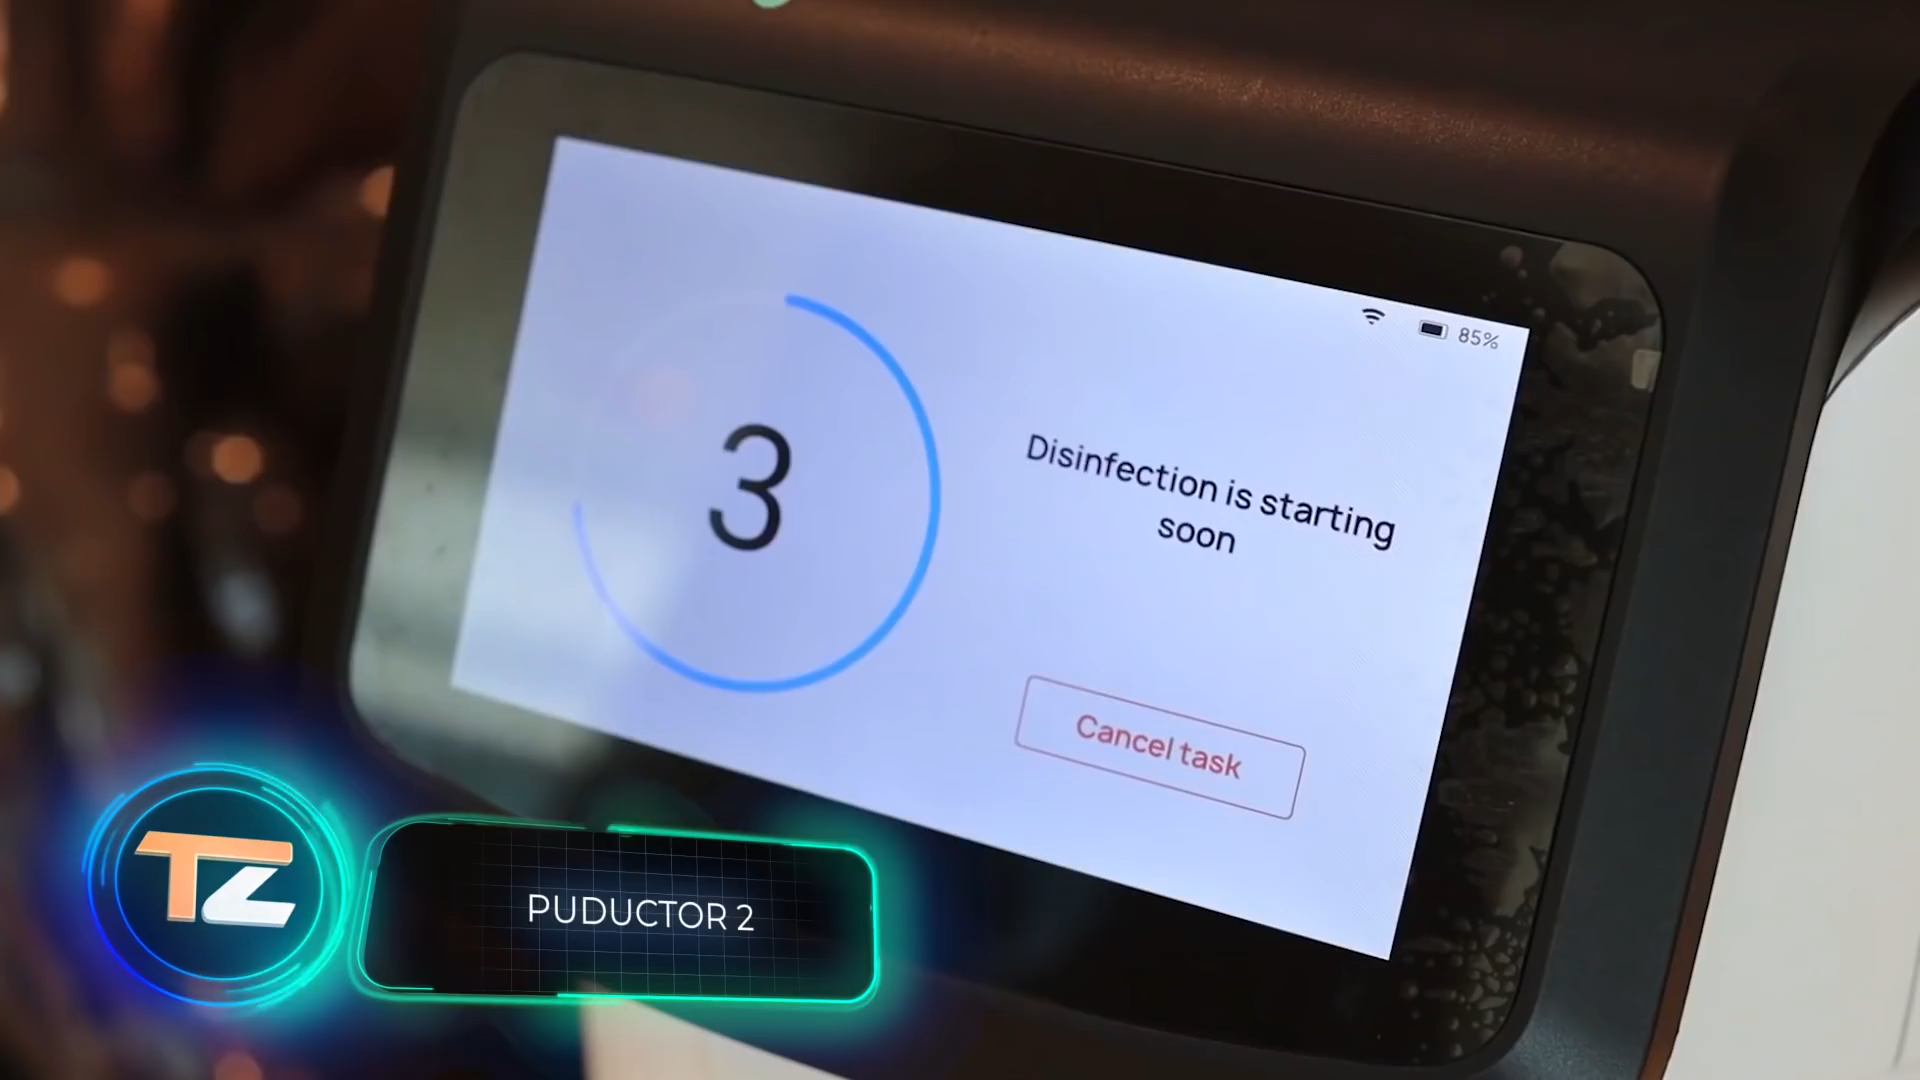 85%
3
Disinfection is starting
soon
Cancel task
TZ
PUDUCTOR 2